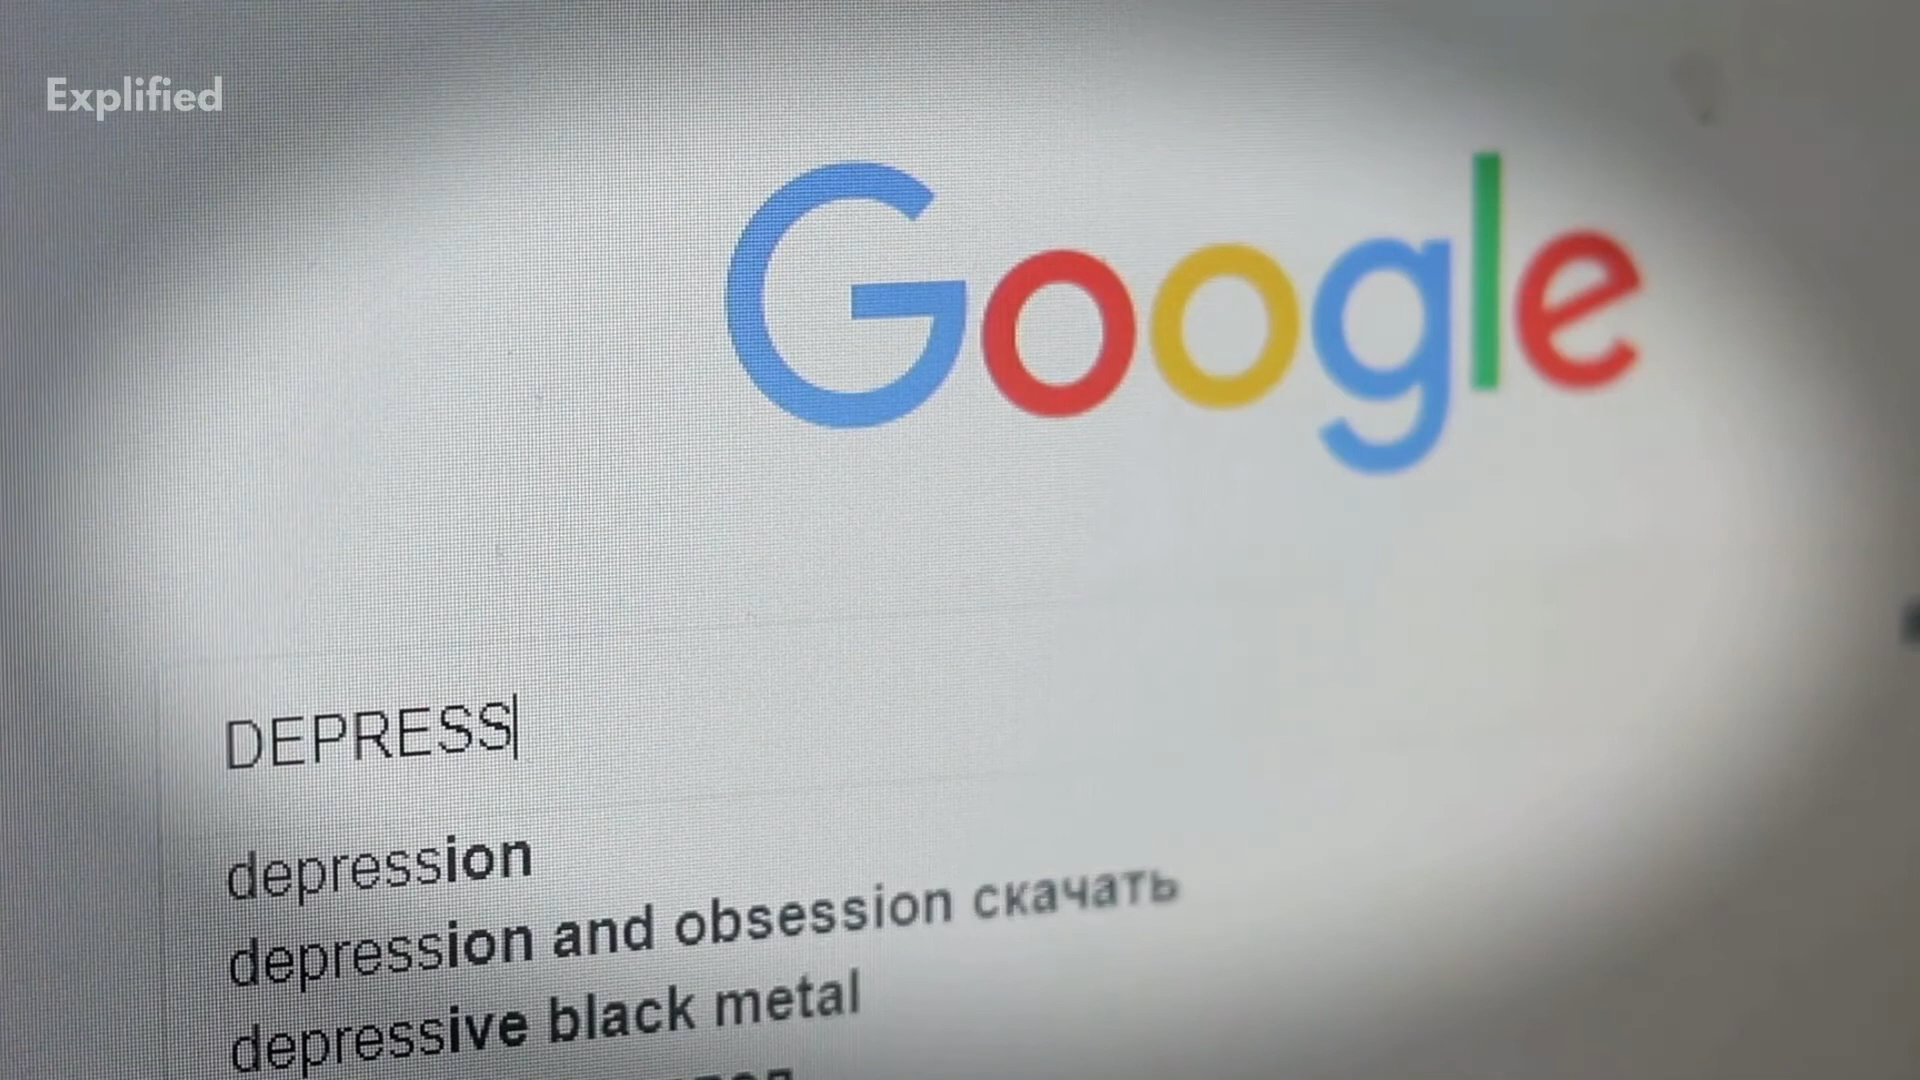 Explified
Google
DEPRESS
depression
depression and obsession скачать
depressive black metal